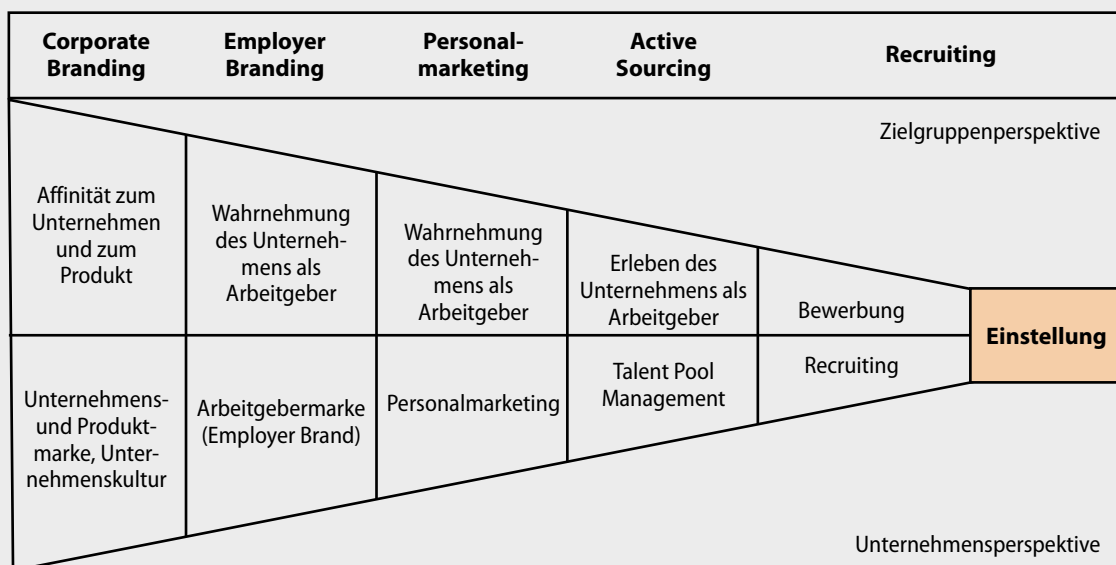 Corporate
Branding
Employer
Branding
Personal-
marketing
Active
Sourcing
Recruiting
Zielgruppenperspektive
Affinität zum
Unternehmen
und zum
Produkt
Wahrnehmung
des Unterneh-
mens als
Arbeitgeber
Wahrnehmung
des Unterneh-
mens als
Arbeitgeber
Erleben des
Unternehmens als
Arbeitgeber
Bewerbung
Einstellung
Unternehmens-
und Produkt-
marke, Unter-
nehmenskultur
Arbeitgebermarke
(Employer Brand)
Personalmarketing
Talent Pool
Management
Recruiting
Unternehmensperspektive